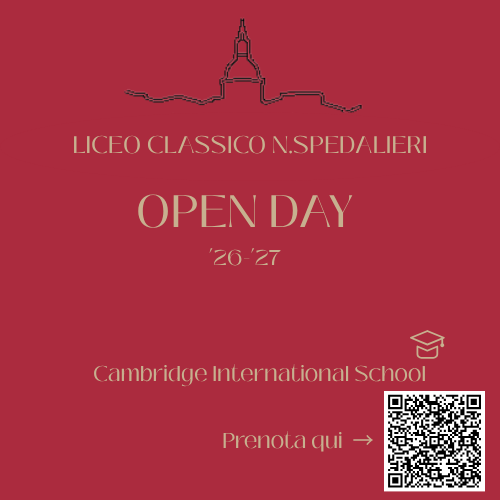 LICEO CLASSICO N.SPEDALIERI
OPEN DAY
'26-'27
Cambridge International School
Prenota qui →